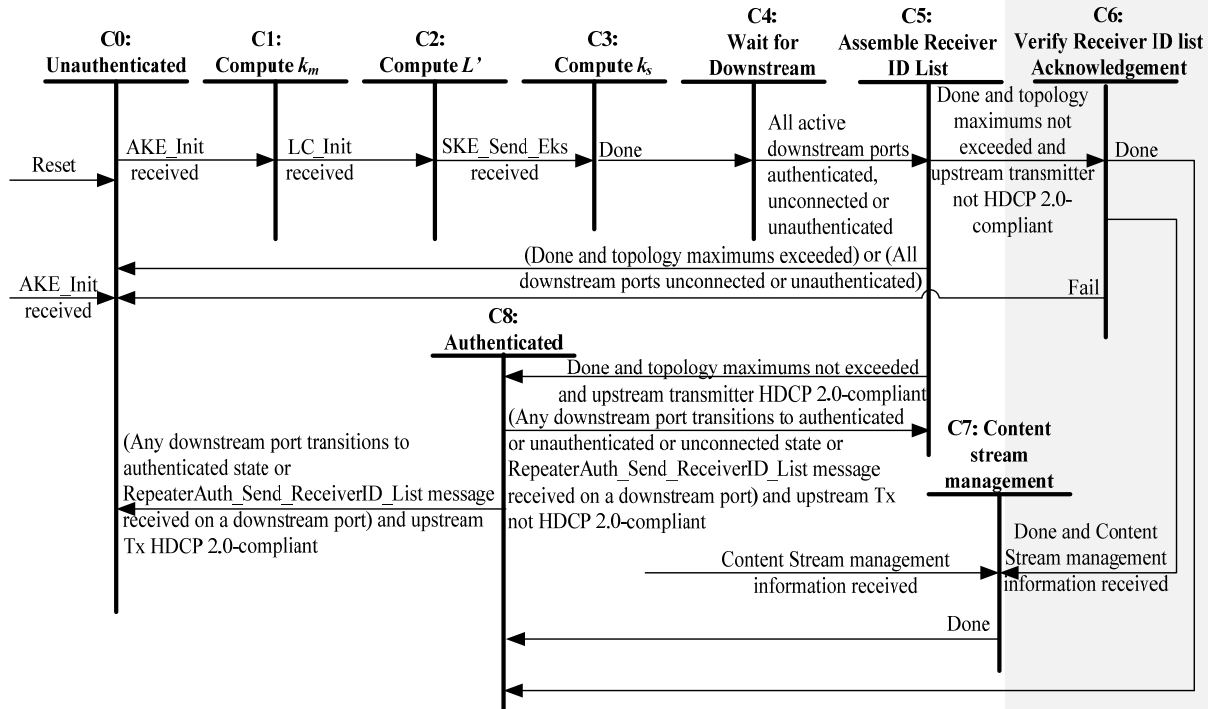 C0:
Unauthenticated
C1:
Compute km
C2:
Compute L’
C3:
Compute ks
C4:
Wait for
Downstream
C5:
Assemble Receiver
ID List
C6:
Verify Receiver ID list
Acknowledgement
Reset
AKE_Init
received
LC_Init
received
SKE_Send_Eks
received
Done
All active
downstream ports
authenticated,
unconnected or
unauthenticated
Done and topology
maximums not
exceeded and
upstream transmitter
not HDCP 2.0-
compliant
Done
(Done and topology maximums exceeded) or (All
downstream ports unconnected or unauthenticated)
AKE_Init
received
Fail
C8:
Authenticated
Done and topology maximums not exceeded
and upstream transmitter HDCP 2.0-compliant
(Any downstream port transitions to authenticated
or unauthenticated or unconnected state or
RepeaterAuth_Send_ReceiverID_List message
received on a downstream port) and upstream Tx
not HDCP 2.0-compliant
(Any downstream port transitions to
authenticated state or
RepeaterAuth_Send_ReceiverID_List message
received on a downstream port) and upstream
Tx HDCP 2.0-compliant
C7: Content
stream
management
Content Stream management
information received
Done and Content
Stream management
information received
Done